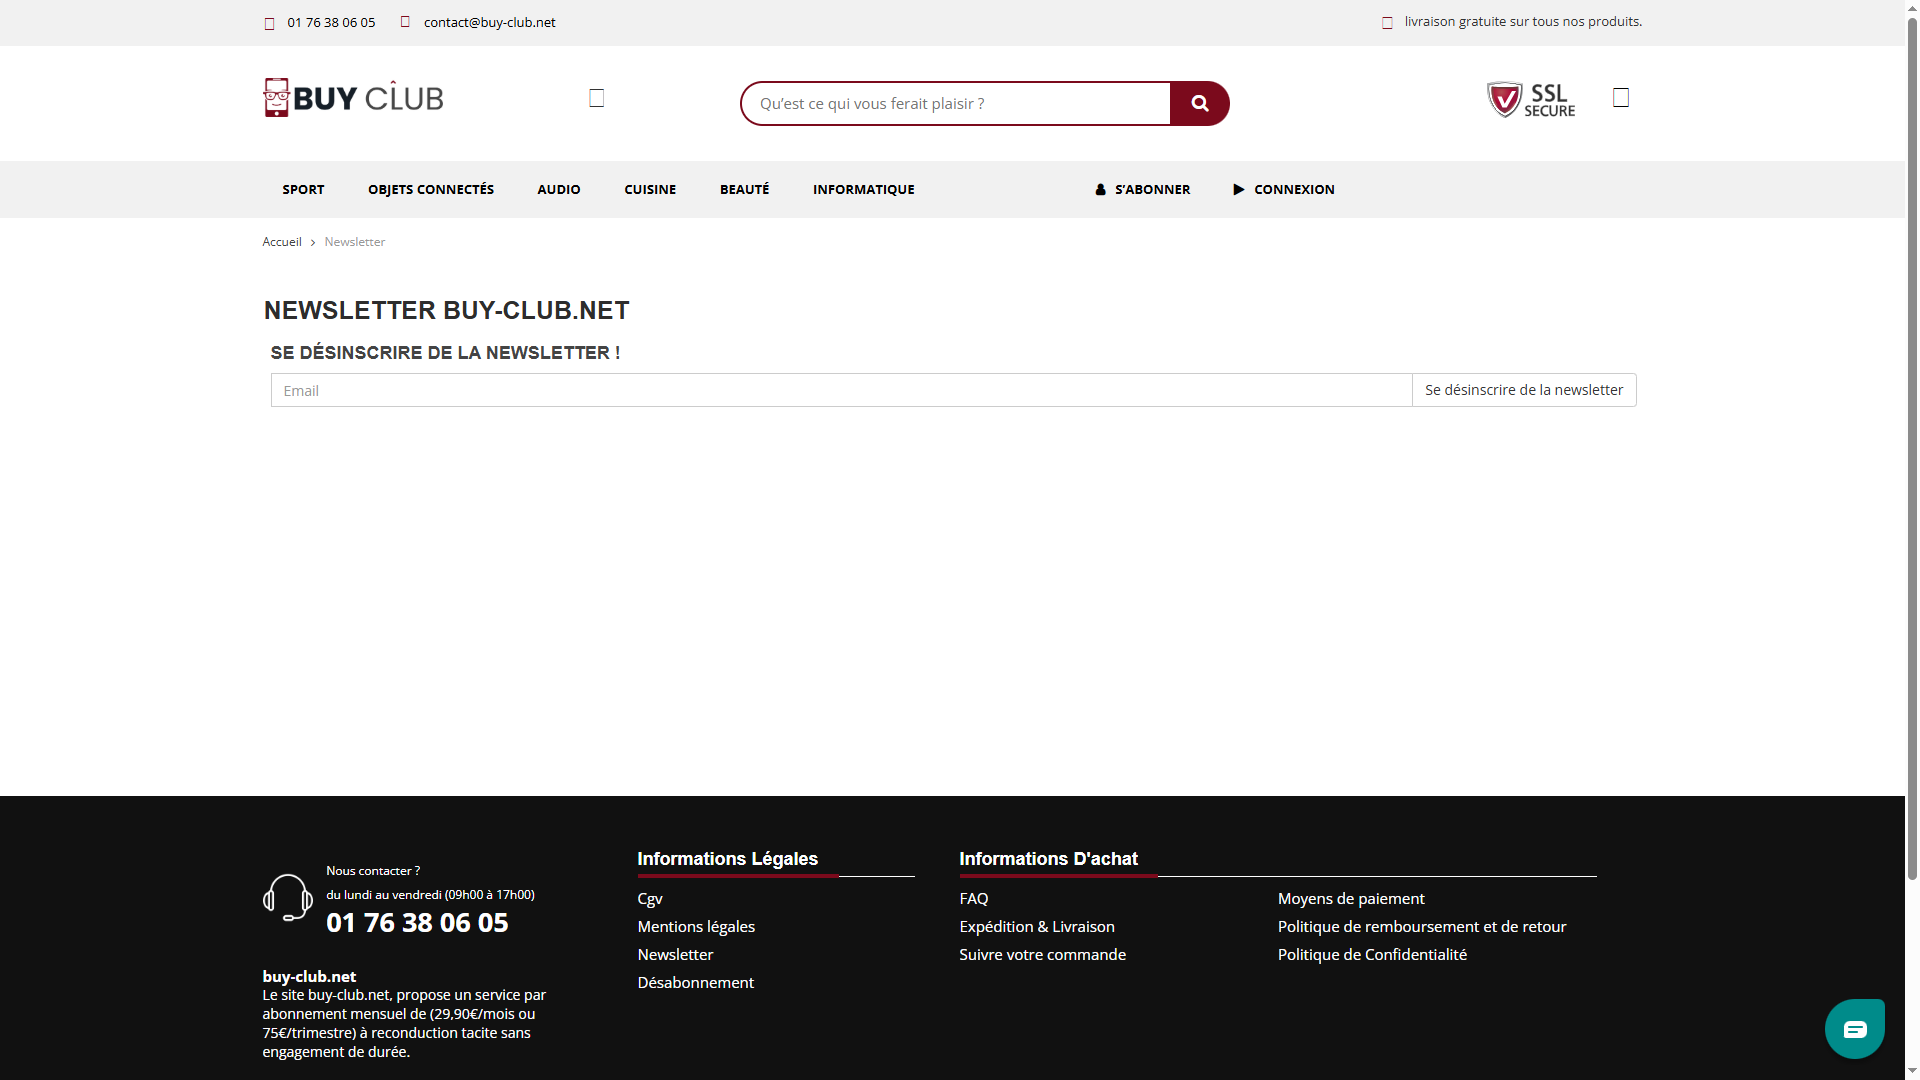 01 76 38 06 05
contact@buy-club.net
livraison gratuite sur tous nos produits.
BUY CLUB
Qu’est ce qui vous ferait plaisir ?
SSL
SECURE
SPORT
OBJETS CONNECTÉS
AUDIO
CUISINE
BEAUTÉ
INFORMATIQUE
S’ABONNER
CONNEXION
Accueil
Newsletter
NEWSLETTER BUY-CLUB.NET
SE DÉSINSCRIRE DE LA NEWSLETTER !
Email
Se désinscrire de la newsletter
Nous contacter ?
du lundi au vendredi (09h00 à 17h00)
01 76 38 06 05
buy-club.net
Le site buy-club.net, propose un service par
abonnement mensuel de (29,90€/mois ou
75€/trimestre) à reconduction tacite sans
engagement de durée.
Informations Légales
Cgv
Mentions légales
Newsletter
Désabonnement
Informations D'achat
FAQ
Expédition & Livraison
Suivre votre commande
Moyens de paiement
Politique de remboursement et de retour
Politique de Confidentialité